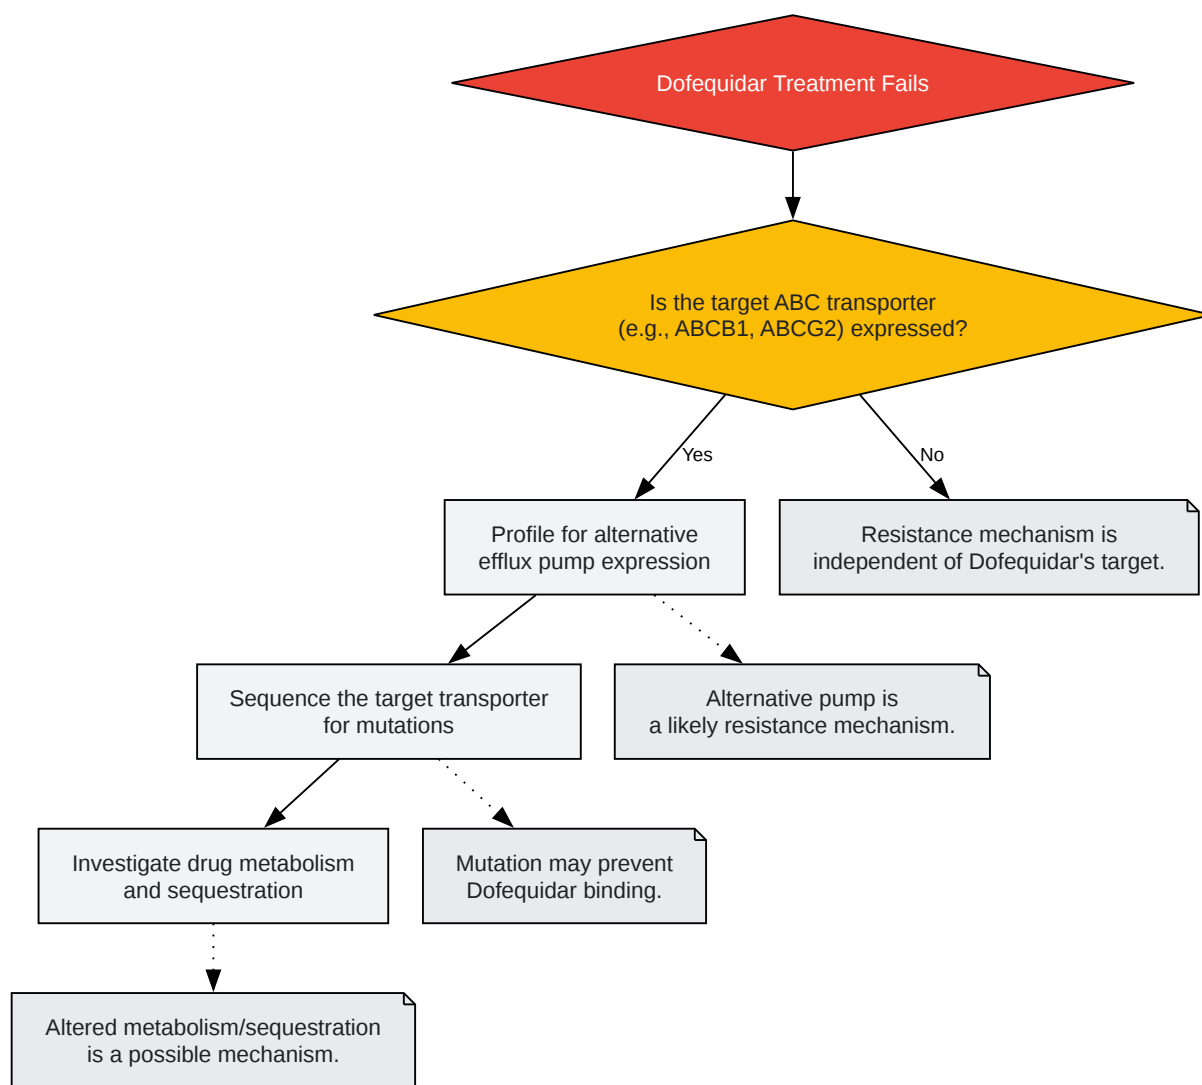 Dofequidar Treatment Fails
Is the target ABC transporter
(e.g., ABCB1, ABCG2) expressed?
Yes
No
Profile for alternative
efflux pump expression
Resistance mechanism is
independent of Dofequidar's target.
Sequence the target transporter
for mutations
Alternative pump is
a likely resistance mechanism.
Investigate drug metabolism
and sequestration
Mutation may prevent
Dofequidar binding.
Altered metabolism/sequestration
is a possible mechanism.